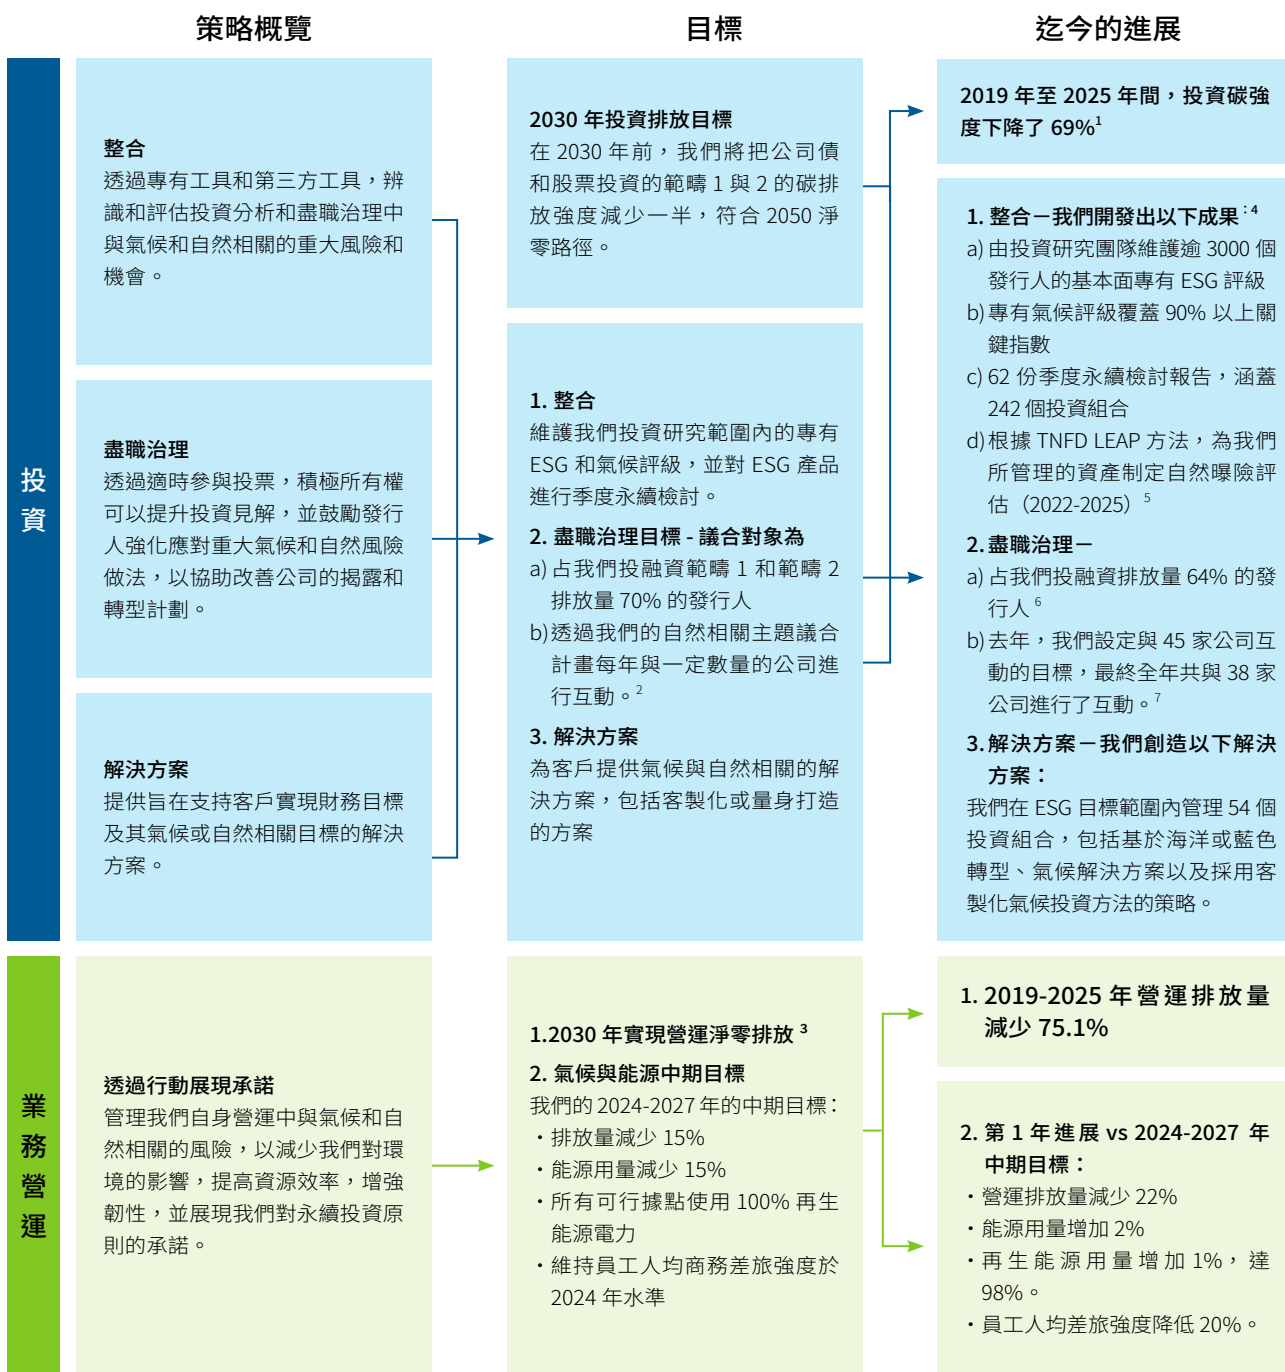 策略概覽
目標
迄今的進展
投資
整合
透過專有工具和第三方工具，辨
識和評估投資分析和盡職治理中
與氣候和自然相關的重大風險和
機會。
盡職治理
透過適時參與投票，積極所有權
可以提升投資見解，並鼓勵發行
人強化應對重大氣候和自然風險
做法，以協助改善公司的揭露和
轉型計劃。
解決方案
提供旨在支持客戶實現財務目標
及其氣候或自然相關目標的解決
方案。
2030 年投資排放目標
在 2030 年前，我們將把公司債
和股票投資的範疇 1 與 2 的碳排
放強度減少一半，符合 2050 淨
零路徑。
1. 整合
維護我們投資研究範圍內的專有
ESG 和氣候評級，並對 ESG 產品
進行季度永續檢討。
2. 盡職治理目標 - 議合對象為
a) 占我們投融資範疇 1 和範疇 2
排放量 70% 的發行人
b) 透過我們的自然相關主題議合
計畫每年與一定數量的公司進
行互動。2
3. 解決方案
為客戶提供氣候與自然相關的解
決方案，包括客製化或量身打造
的方案
2019 年至 2025 年間，投資碳強
度下降了 69%1
1. 整合－我們開發出以下成果：4
a) 由投資研究團隊維護逾 3000 個
發行人的基本面專有 ESG 評級
b) 專有氣候評級覆蓋 90% 以上關
鍵指數
c) 62 份季度永續檢討報告，涵蓋
242 個投資組合
d) 根據 TNFD LEAP 方法，為我們
所管理的資產制定自然曝險評
估（2022-2025）5
2. 盡職治理－
a) 占我們投融資排放量 64% 的發
行人 6
b) 去年，我們設定與 45 家公司互
動的目標，最終全年共與 38 家
公司進行了互動。7
3. 解決方案－我們創造以下解決
方案：
我們在 ESG 目標範圍內管理 54 個
投資組合，包括基於海洋或藍色
轉型、氣候解決方案以及採用客
製化氣候投資方法的策略。
業務營運
透過行動展現承諾
管理我們自身營運中與氣候和自
然相關的風險，以減少我們對環
境的影響，提高資源效率，增強
韌性，並展現我們對永續投資原
則的承諾。
1.2030 年實現營運淨零排放 3
2. 氣候與能源中期目標
我們的 2024-2027 年的中期目標：
・排放量減少 15%
・能源用量減少 15%
・所有可行據點使用 100% 再生
能源電力
・維持員工人均商務差旅強度於
2024 年水準
1. 2019-2025 年營運排放量
減少 75.1%
2. 第 1 年進展 vs 2024-2027 年
中期目標：
・營運排放量減少 22%
・能源用量增加 2%
・再生能源用量增加 1%，達
98%。
・員工人均差旅強度降低 20%。